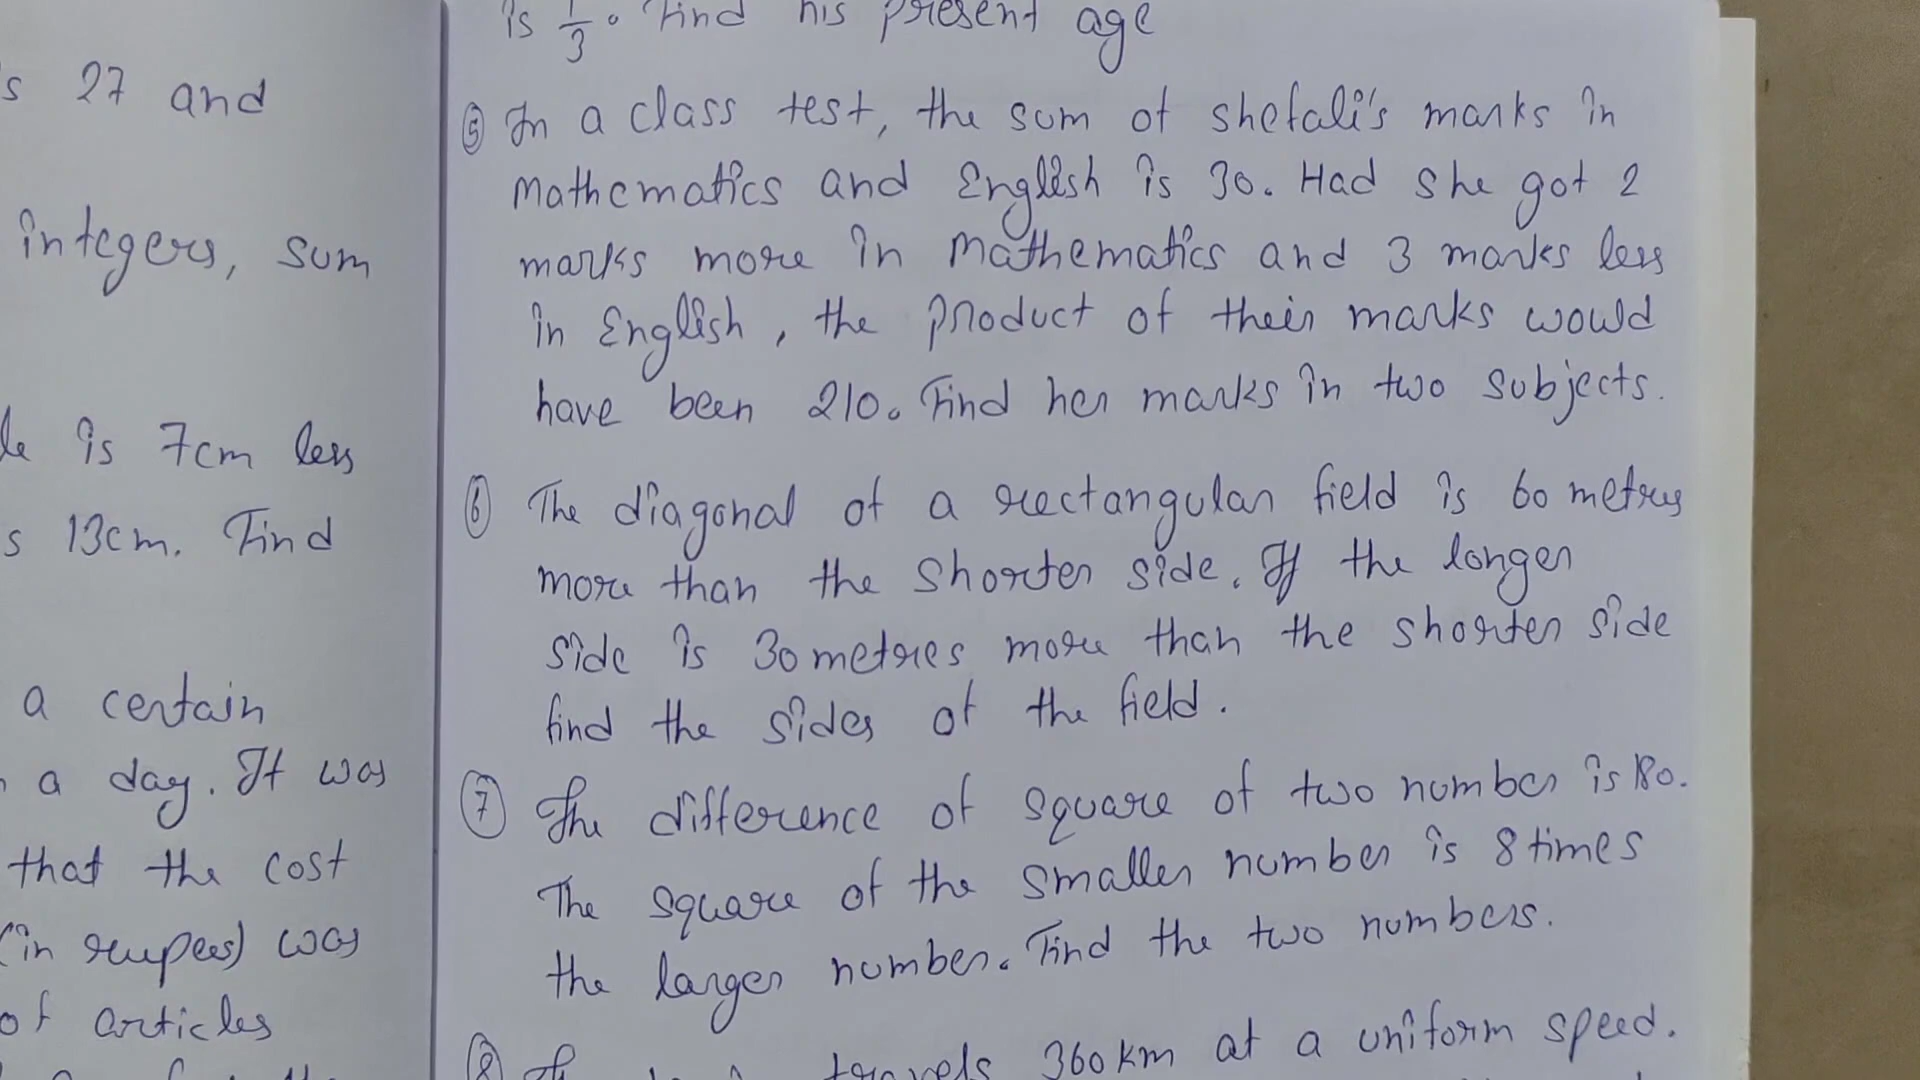 s 27 and
integers, sum
is 7cm less
s 13cm. Find
a certain
a day. It was
that the cost
(in rupees) was
of articles
is 1/3. Find his present age
⑤ In a class test, the sum of shefali's marks in
Mathematics and English is 30. Had she got 2
marks more in Mathematics and 3 marks less
in English, the product of their marks would
have been 210. Find her marks in two subjects.
⑥ The diagonal of a rectangular field is 60 metres
more than the shorter side. If the longer
side is 30 metres more than the shorter side
find the sides of the field.
⑦ The difference of square of two number is 180.
The square of the smaller number is 8 times
the larger number. Find the two numbers.
⑧ travels 360 km at a uniform speed.